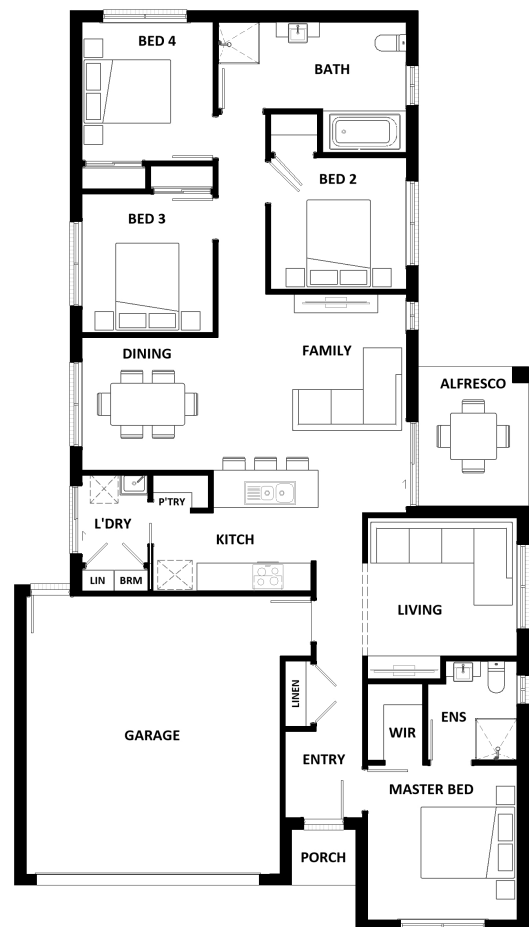 BED 4
BATH
BED 2
BED 3
DINING
FAMILY
ALFRESCO
P'TRY
L'DRY
KITCH
LIN
BRM
LIVING
LINEN
WIR
ENS
GARAGE
ENTRY
MASTER BED
PORCH